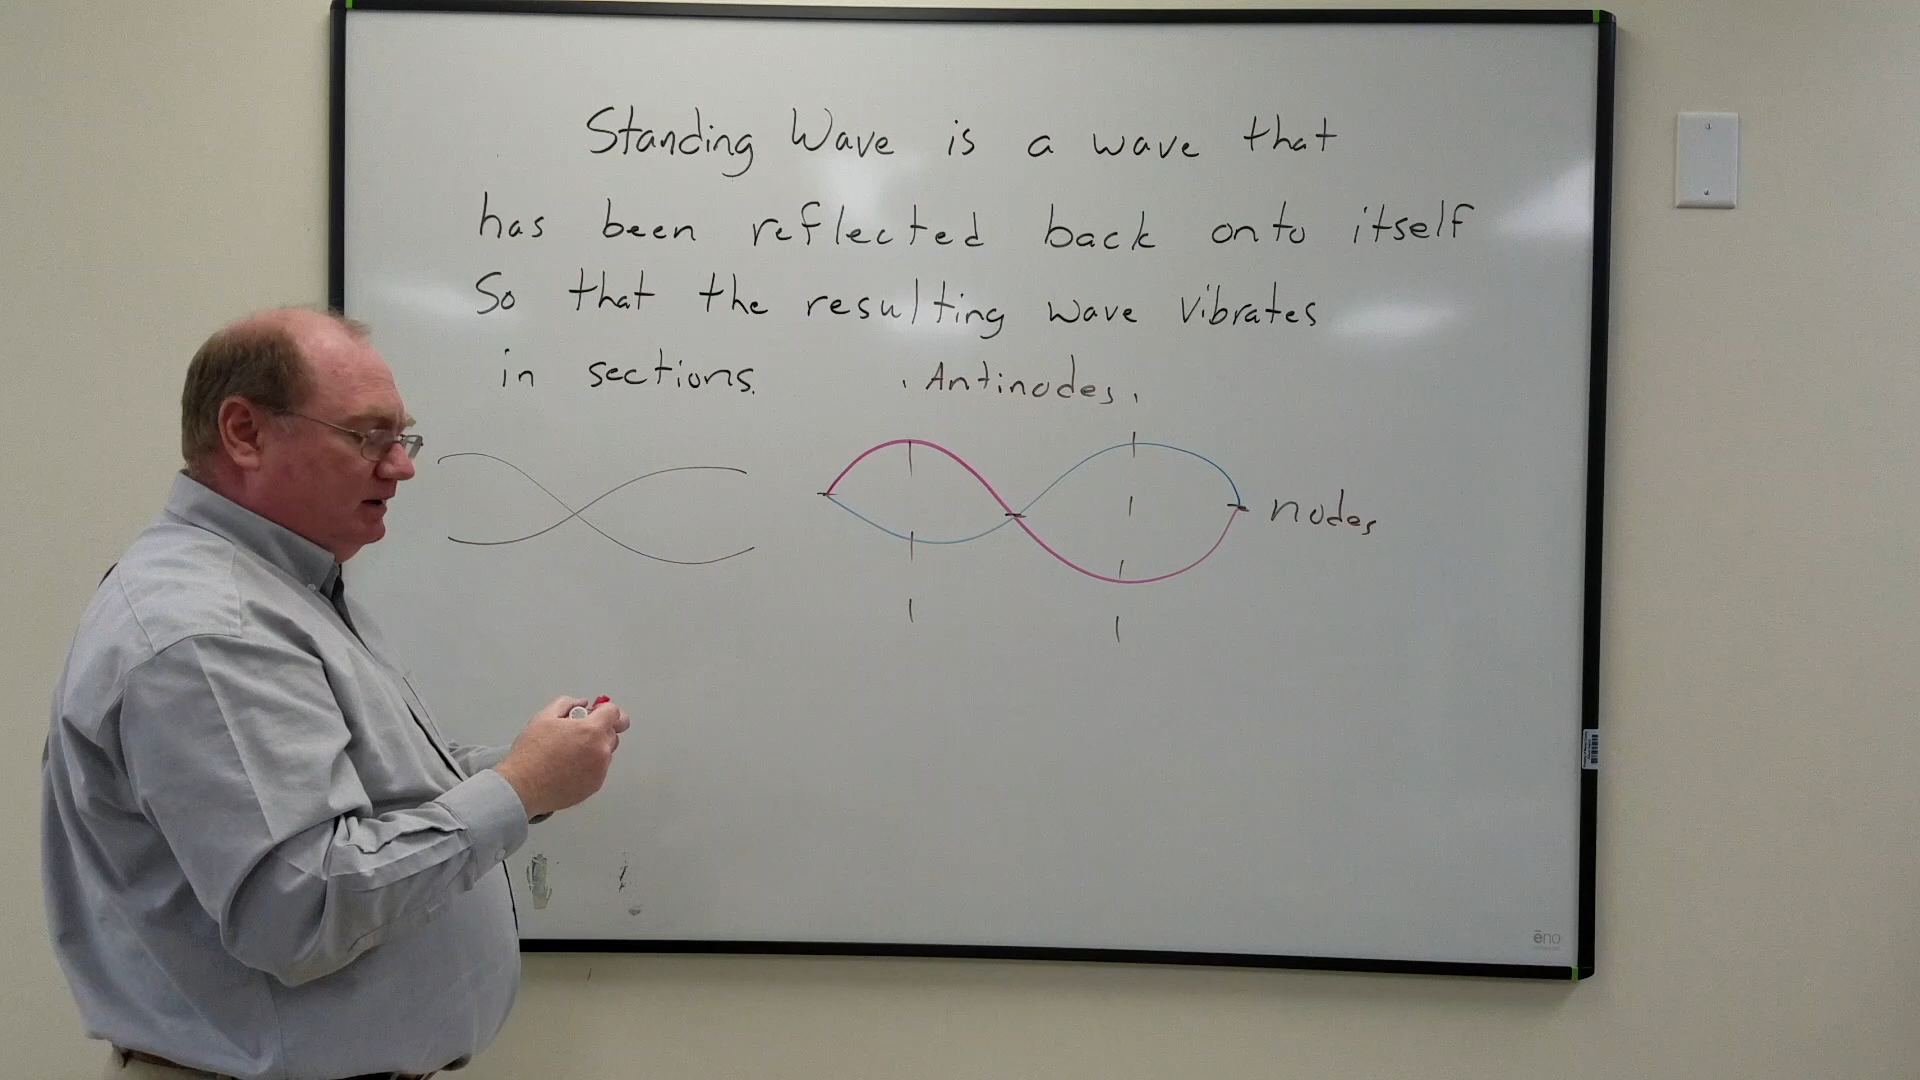 Standing Wave is a wave that
has been reflected back onto itself
So that the resulting wave vibrates
in sections.
Antinodes
nodes
ēno